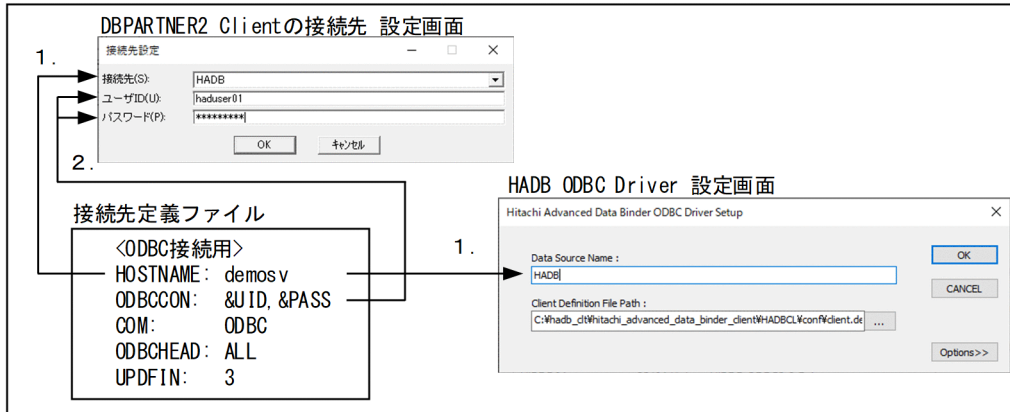 DBPARTNER2 Clientの接続先 設定画面
1.
接続先設定
接続先(S): HADB
ユーザID(U): haduser01
パスワード(P): *********
OK キャンセル
2.
HADB ODBC Driver 設定画面
接続先定義ファイル
<ODBC接続用>
HOSTNAME: demosv
ODBCCON: &UID,&PASS
COM: ODBC
ODBCHEAD: ALL
UPDFIN: 3
1.
Hitachi Advanced Data Binder ODBC Driver Setup
Data Source Name :
HADB
Client Definition File Path :
C:¥hadb_clt¥hitachi_advanced_data_binder_client¥HADBCL¥conf¥client.de ...
OK
CANCEL
Options>>